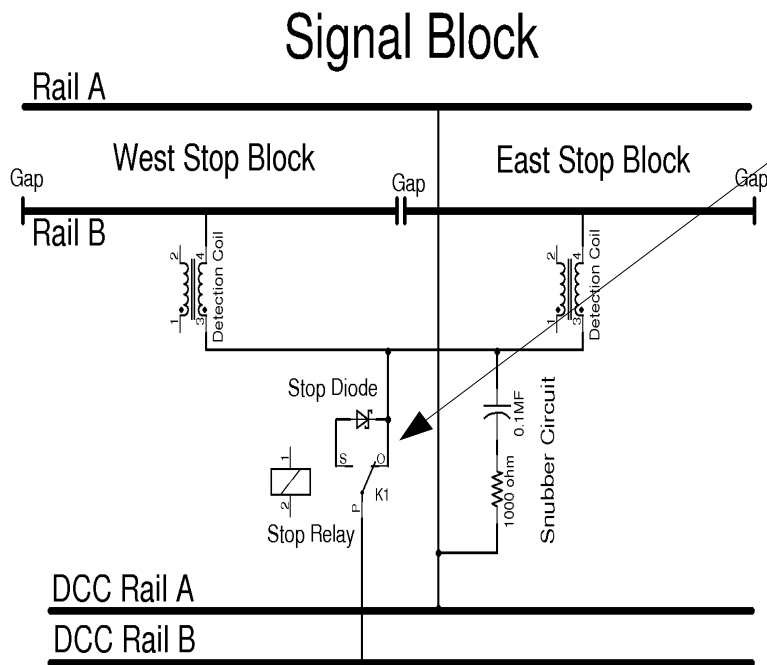 Signal Block
Rail A
West Stop Block
East Stop Block
Gap
Gap
Gap
Rail B
2
4
1
3
Detection Coil
2
4
1
3
Detection Coil
Stop Diode
S
O
K1
P
1
2
Stop Relay
0.1MF
1000 ohm
Snubber Circuit
DCC Rail A
DCC Rail B